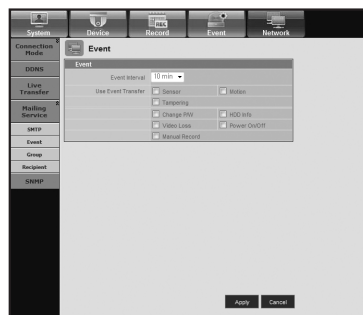 System Device Record Event Network
REC
Connection Mode
DDNS
Live Transfer
Mailing Service
SMTP
Event
Group
Recipient
SNMP
Event
Event
Event Interval 10 min
Use Event Transfer Sensor Motion
Tampering
Change P/W HDD Info
Video Loss Power On/Off
Manual Record
Apply Cancel